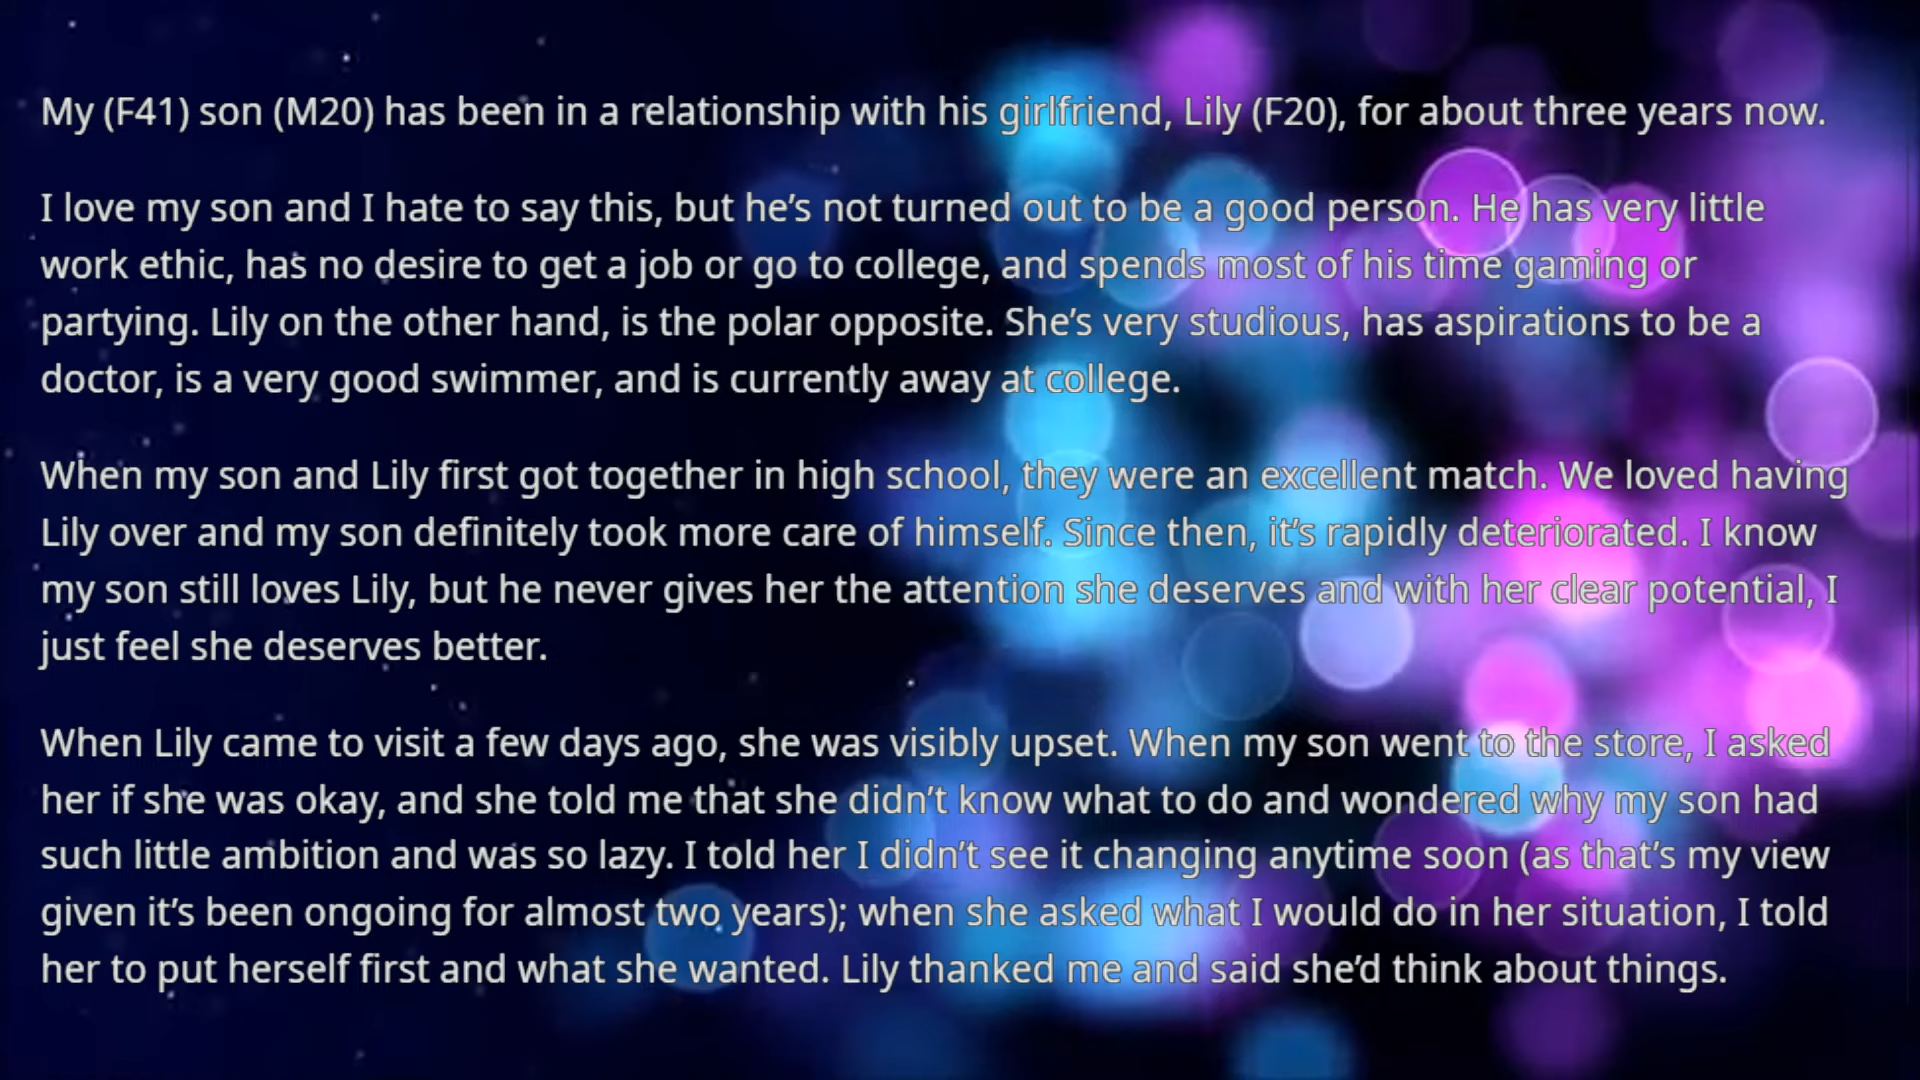 My (F41) son (M20) has been in a relationship with his girlfriend, Lily (F20), for about three years now.
I love my son and I hate to say this, but he’s not turned out to be a good person. He has very little
work ethic, has no desire to get a job or go to college, and spends most of his time gaming or
partying. Lily on the other hand, is the polar opposite. She’s very studious, has aspirations to be a
doctor, is a very good swimmer, and is currently away at college.
When my son and Lily first got together in high school, they were an excellent match. We loved having
Lily over and my son definitely took more care of himself. Since then, it’s rapidly deteriorated. I know
my son still loves Lily, but he never gives her the attention she deserves and with her clear potential, I
just feel she deserves better.
When Lily came to visit a few days ago, she was visibly upset. When my son went to the store, I asked
her if she was okay, and she told me that she didn’t know what to do and wondered why my son had
such little ambition and was so lazy. I told her I didn’t see it changing anytime soon (as that’s my view
given it’s been ongoing for almost two years); when she asked what I would do in her situation, I told
her to put herself first and what she wanted. Lily thanked me and said she’d think about things.